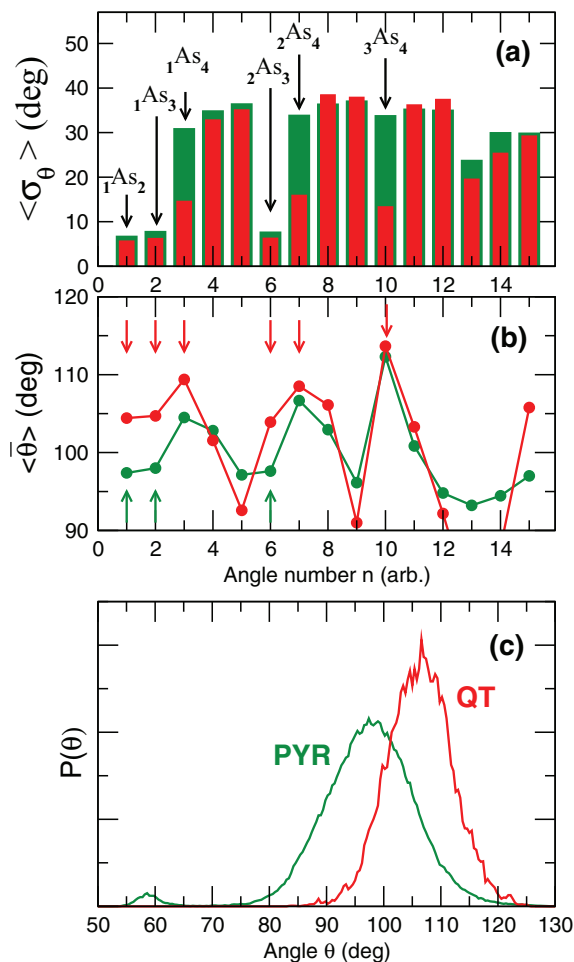 (a)
<σθ> (deg)
50
40
30
20
10
0
₁As₂
₁As₃
₁As₄
₂As₃
₂As₄
₃As₄
0 2 4 6 8 10 12 14
(b)
<θ̄> (deg)
120
110
100
90
0 2 4 6 8 10 12 14
Angle number n (arb.)
(c)
P(θ)
PYR
QT
50 60 70 80 90 100 110 120 130
Angle θ (deg)